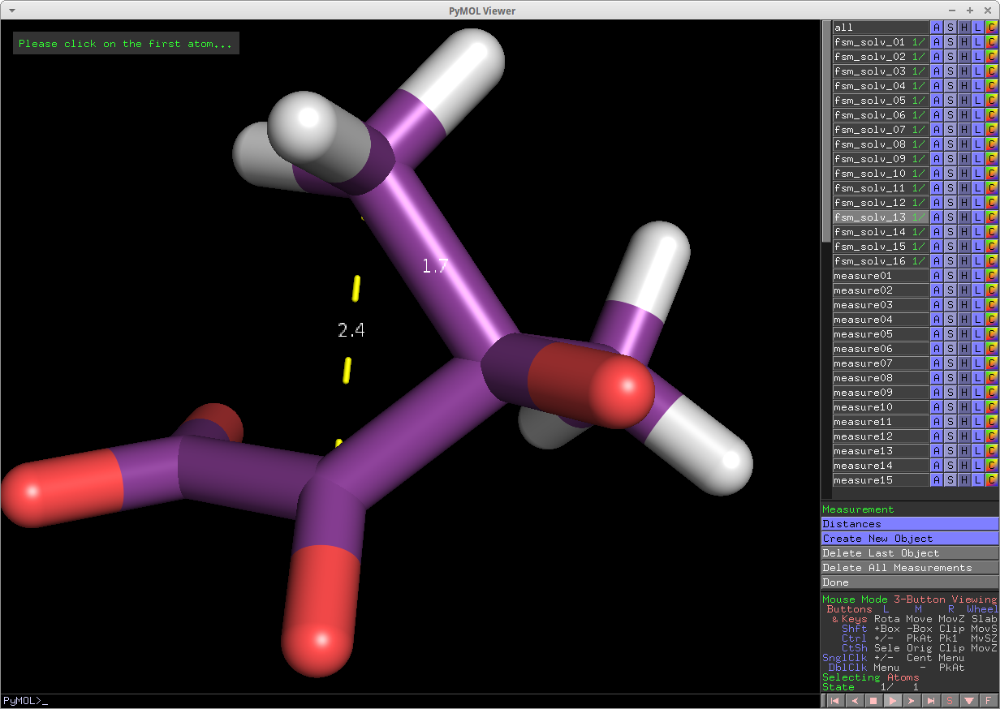 PyMOL Viewer
Please click on the first atom...
1.7
2.4
all A S H L C
fsm_solv_01 1/ A S H L C
fsm_solv_02 1/ A S H L C
fsm_solv_03 1/ A S H L C
fsm_solv_04 1/ A S H L C
fsm_solv_05 1/ A S H L C
fsm_solv_06 1/ A S H L C
fsm_solv_07 1/ A S H L C
fsm_solv_08 1/ A S H L C
fsm_solv_09 1/ A S H L C
fsm_solv_10 1/ A S H L C
fsm_solv_11 1/ A S H L C
fsm_solv_12 1/ A S H L C
fsm_solv_13 1/ A S H L C
fsm_solv_14 1/ A S H L C
fsm_solv_15 1/ A S H L C
fsm_solv_16 1/ A S H L C
measure01 A S H L C
measure02 A S H L C
measure03 A S H L C
measure04 A S H L C
measure05 A S H L C
measure06 A S H L C
measure07 A S H L C
measure08 A S H L C
measure09 A S H L C
measure10 A S H L C
measure11 A S H L C
measure12 A S H L C
measure13 A S H L C
measure14 A S H L C
measure15 A S H L C
Measurement
Distances
Create New Object
Delete Last Object
Delete All Measurements
Done
Mouse Mode 3-Button Viewing
Buttons L M R Wheel
& Keys Rota Move MovZ Slab
Shft +Box -Box Clip MovS
Ctrl +/- PkAt Pk1 MvSZ
CtSh Sele Orig Clip MovZ
SnglClk +/- Cent Menu
DblClk Menu - PkAt
Selecting Atoms
State 1/ 1
PyMOL>_
S F